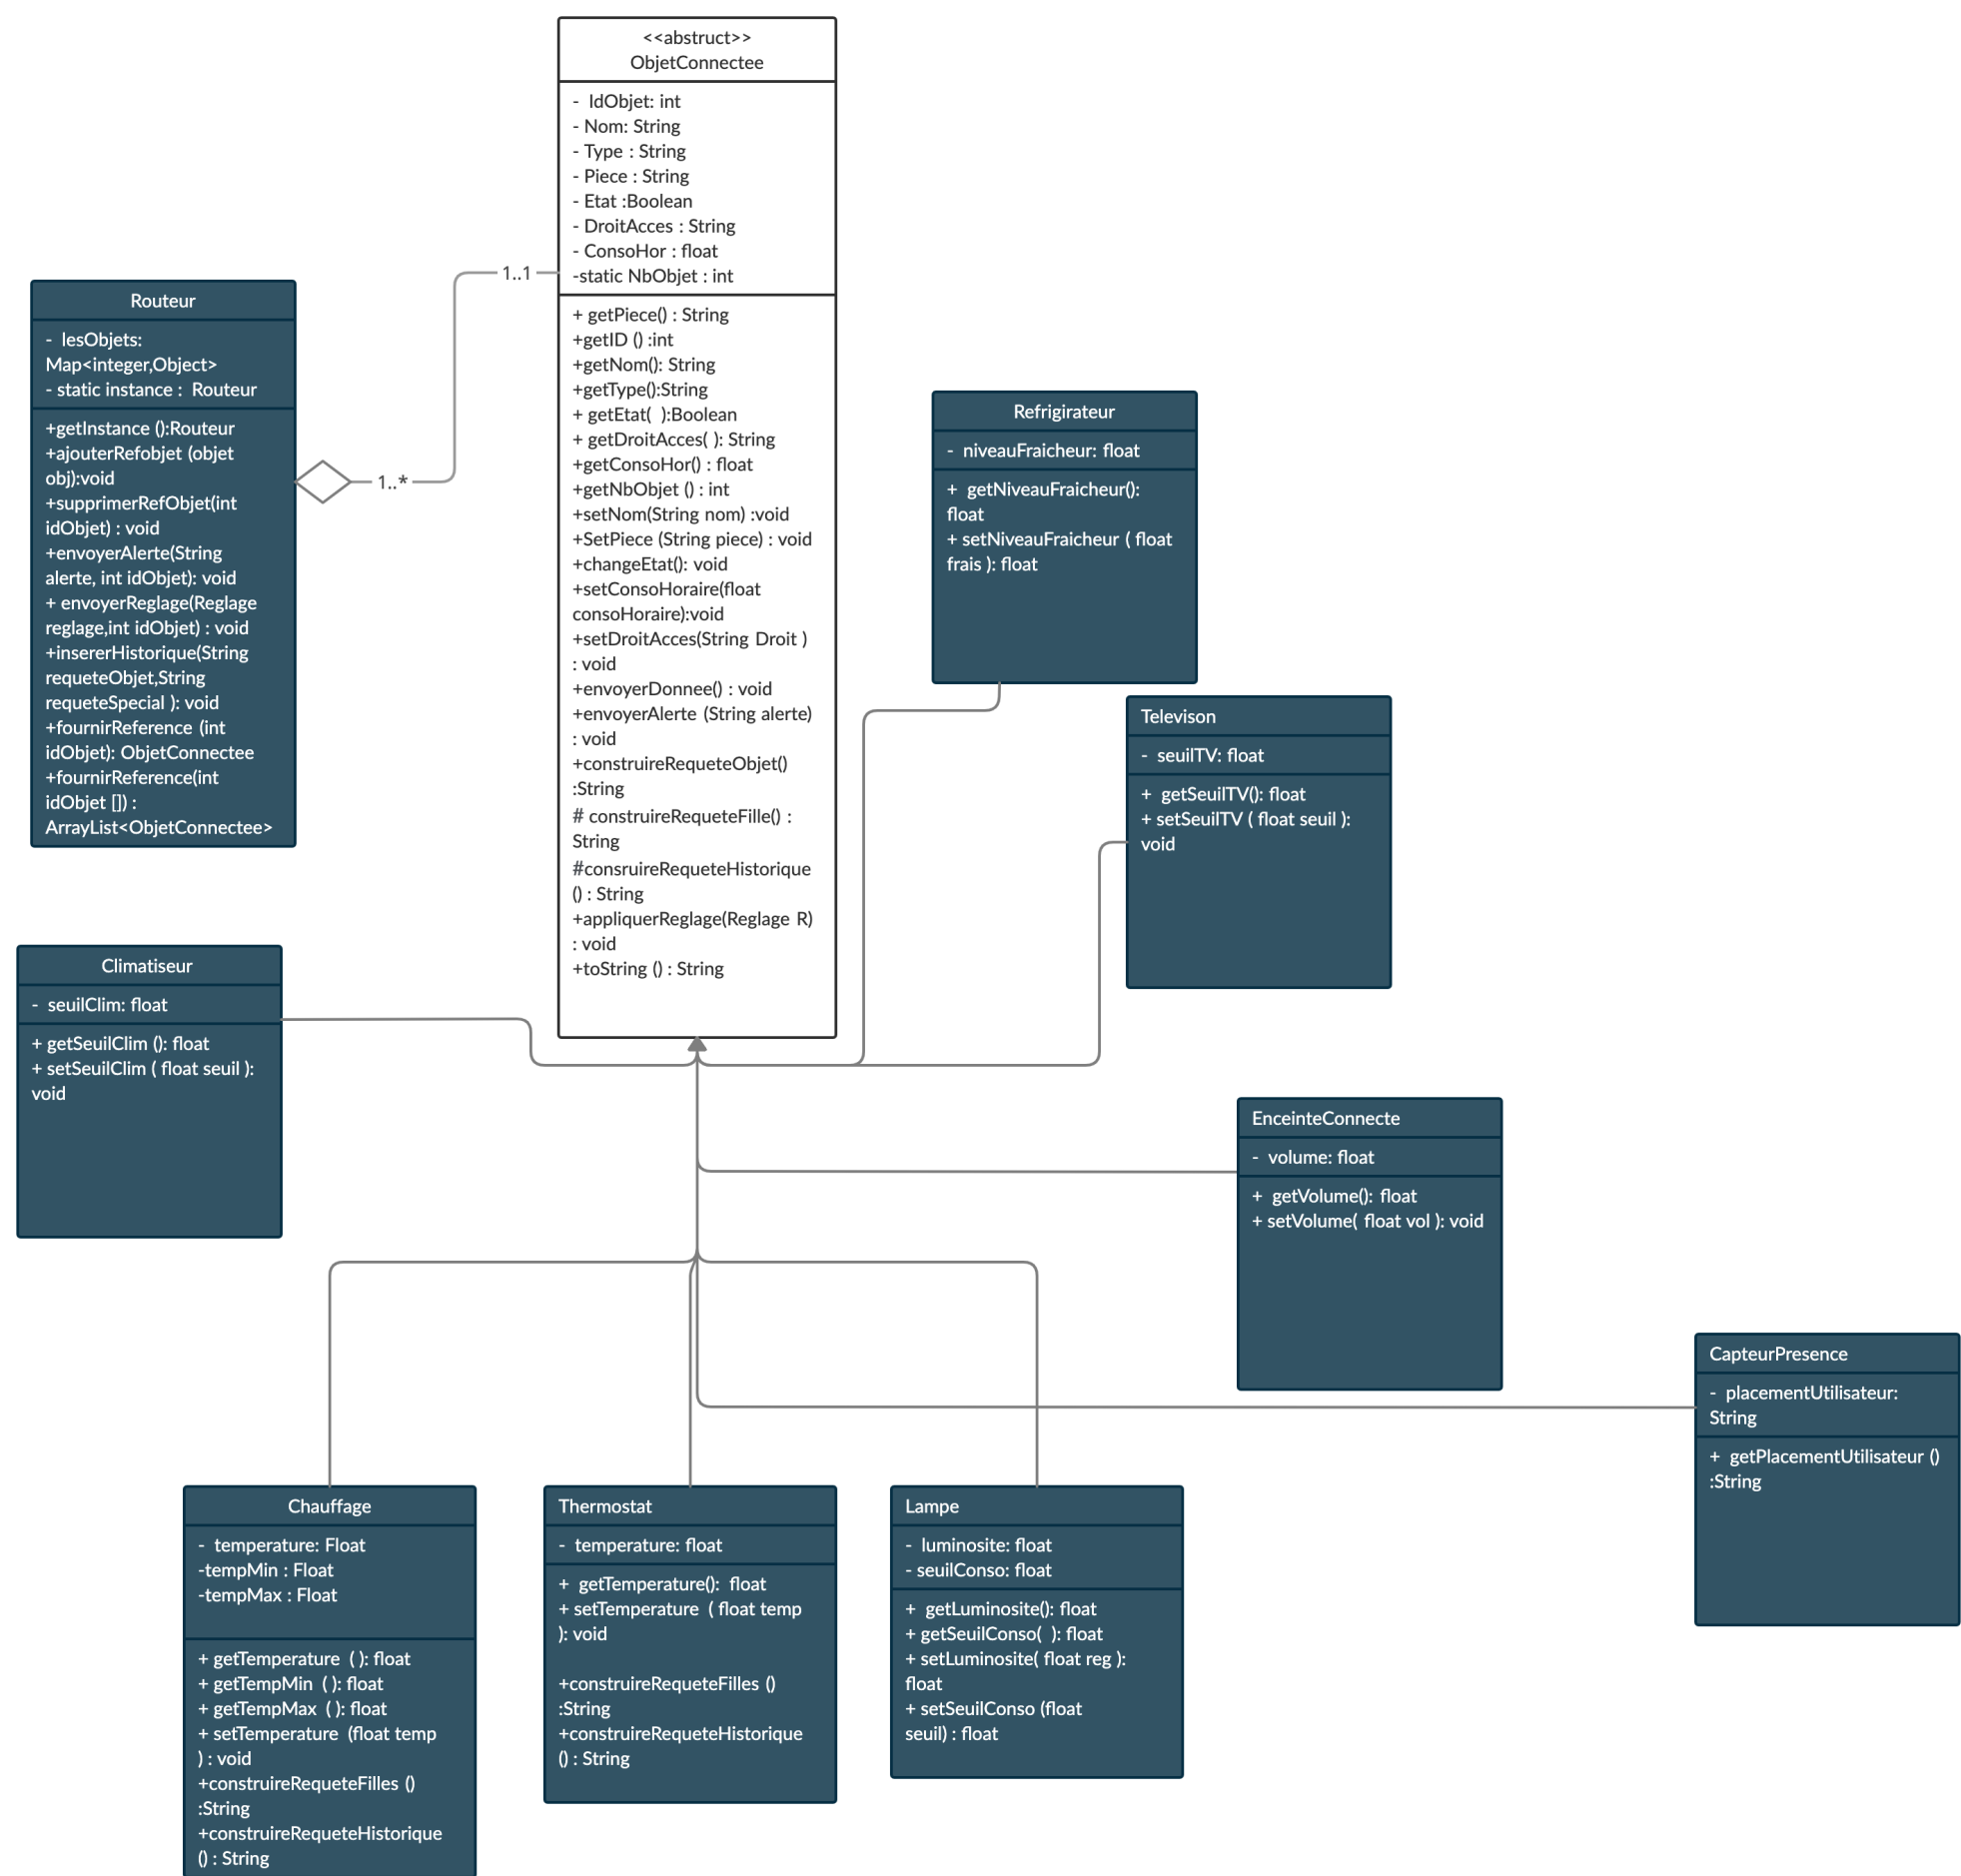 <<abstruct>>
ObjetConnectee
-  IdObjet: int
- Nom: String
- Type : String
- Piece : String
- Etat :Boolean
- DroitAcces : String
- ConsoHor : float
-static NbObjet : int
+ getPiece() : String
+getID () :int
+getNom(): String
+getType():String
+ getEtat(  ):Boolean
+ getDroitAcces( ): String
+getConsoHor() : float
+getNbObjet () : int
+setNom(String nom) :void
+SetPiece (String piece) : void
+changeEtat(): void
+setConsoHoraire(float
consoHoraire):void
+setDroitAcces(String Droit )
: void
+envoyerDonnee() : void
+envoyerAlerte (String alerte)
: void
+construireRequeteObjet()
:String
# construireRequeteFille() :
String
#consruireRequeteHistorique
() : String
+appliquerReglage(Reglage R)
: void
+toString () : String
1..1
1..*
Routeur
-  lesObjets:
Map<integer,Object>
- static instance :  Routeur
+getInstance ():Routeur
+ajouterRefobjet (objet
obj):void
+supprimerRefObjet(int
idObjet) : void
+envoyerAlerte(String
alerte, int idObjet): void
+ envoyerReglage(Reglage
reglage,int idObjet) : void
+insererHistorique(String
requeteObjet,String
requeteSpecial ): void
+fournirReference (int
idObjet): ObjetConnectee
+fournirReference(int
idObjet []) :
ArrayList<ObjetConnectee>
Refrigirateur
-  niveauFraicheur: float
+  getNiveauFraicheur():
float
+ setNiveauFraicheur ( float
frais ): float
Televison
-  seuilTV: float
+  getSeuilTV(): float
+ setSeuilTV ( float seuil ):
void
Climatiseur
-  seuilClim: float
+ getSeuilClim (): float
+ setSeuilClim ( float seuil ):
void
EnceinteConnecte
-  volume: float
+  getVolume(): float
+ setVolume( float vol ): void
CapteurPresence
-  placementUtilisateur:
String
+  getPlacementUtilisateur ()
:String
Chauffage
-  temperature: Float
-tempMin : Float
-tempMax : Float
+ getTemperature  ( ): float
+ getTempMin  ( ): float
+ getTempMax  ( ): float
+ setTemperature  (float temp
) : void
+construireRequeteFilles ()
:String
+construireRequeteHistorique
() : String
Thermostat
-  temperature: float
+  getTemperature():  float
+ setTemperature  ( float temp
): void
+construireRequeteFilles ()
:String
+construireRequeteHistorique
() : String
Lampe
-  luminosite: float
- seuilConso: float
+  getLuminosite(): float
+ getSeuilConso(  ): float
+ setLuminosite( float reg ):
float
+ setSeuilConso (float
seuil) : float